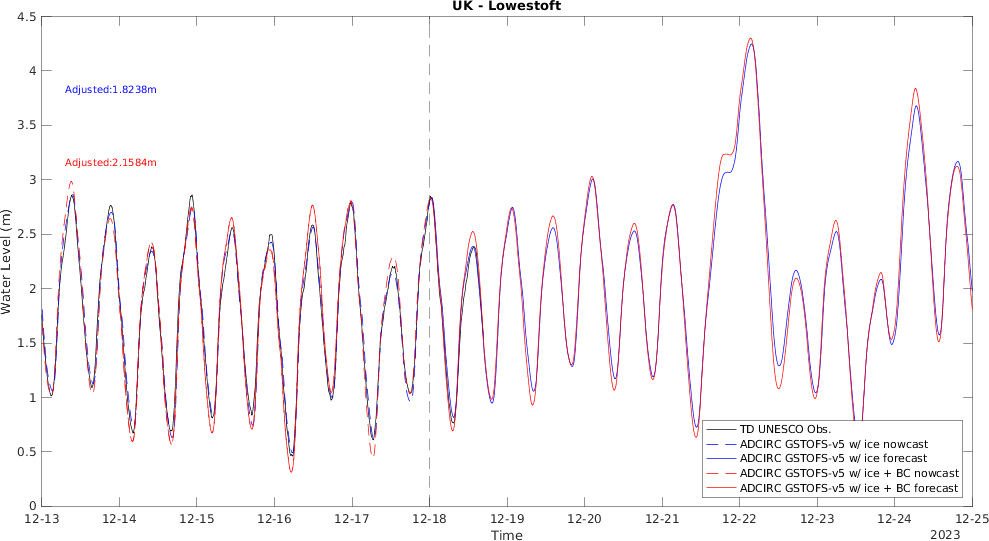 UK - Lowestoft
4.5
4
3.5
3
2.5
2
1.5
1
0.5
0
Water Level (m)
Adjusted:1.8238m
Adjusted:2.1584m
TD UNESCO Obs.
ADCIRC GSTOFS-v5 w/ ice nowcast
ADCIRC GSTOFS-v5 w/ ice forecast
ADCIRC GSTOFS-v5 w/ ice + BC nowcast
ADCIRC GSTOFS-v5 w/ ice + BC forecast
12-13 12-14 12-15 12-16 12-17 12-18 12-19 12-20 12-21 12-22 12-23 12-24 12-25
Time
2023